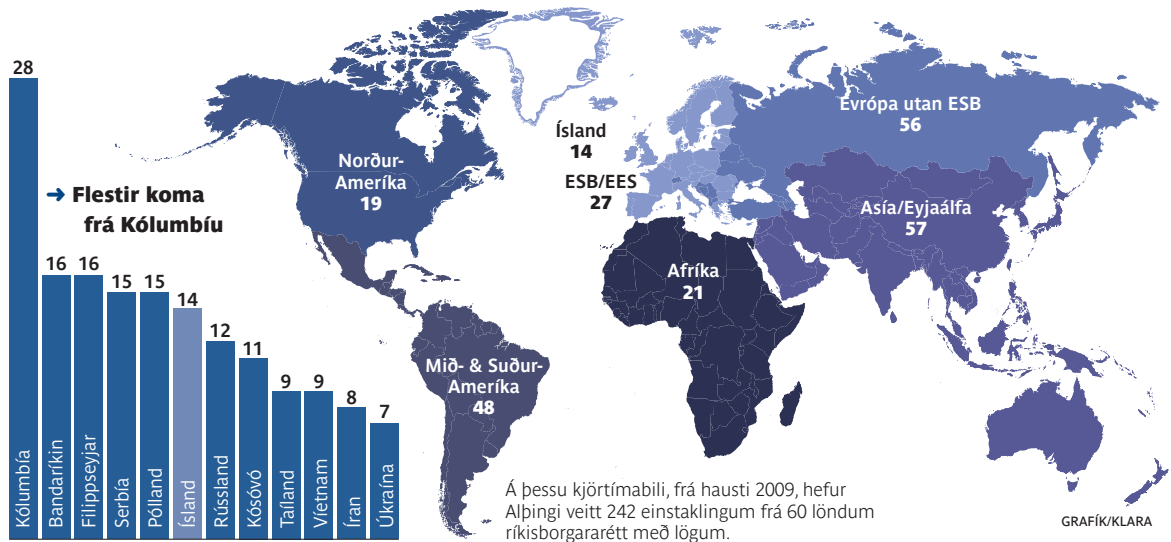 28
16
16
15
15
14
12
11
9
9
8
7
Kólumbía
Bandaríkin
Filippseyjar
Serbía
Pólland
Ísland
Rússland
Kósóvó
Taíland
Víetnam
Íran
Úkraína
➔ Flestir koma
frá Kólumbíu
Norður-
Ameríka
19
Mið- & Suður-
Ameríka
48
Ísland
14
ESB/EES
27
Afríka
21
Evrópa utan ESB
56
Asía/Eyjaálfa
57
Á þessu kjörtímabili, frá hausti 2009, hefur
Alþingi veitt 242 einstaklingum frá 60 löndum
ríkisborgararétt með lögum.
GRAFÍK/KLARA